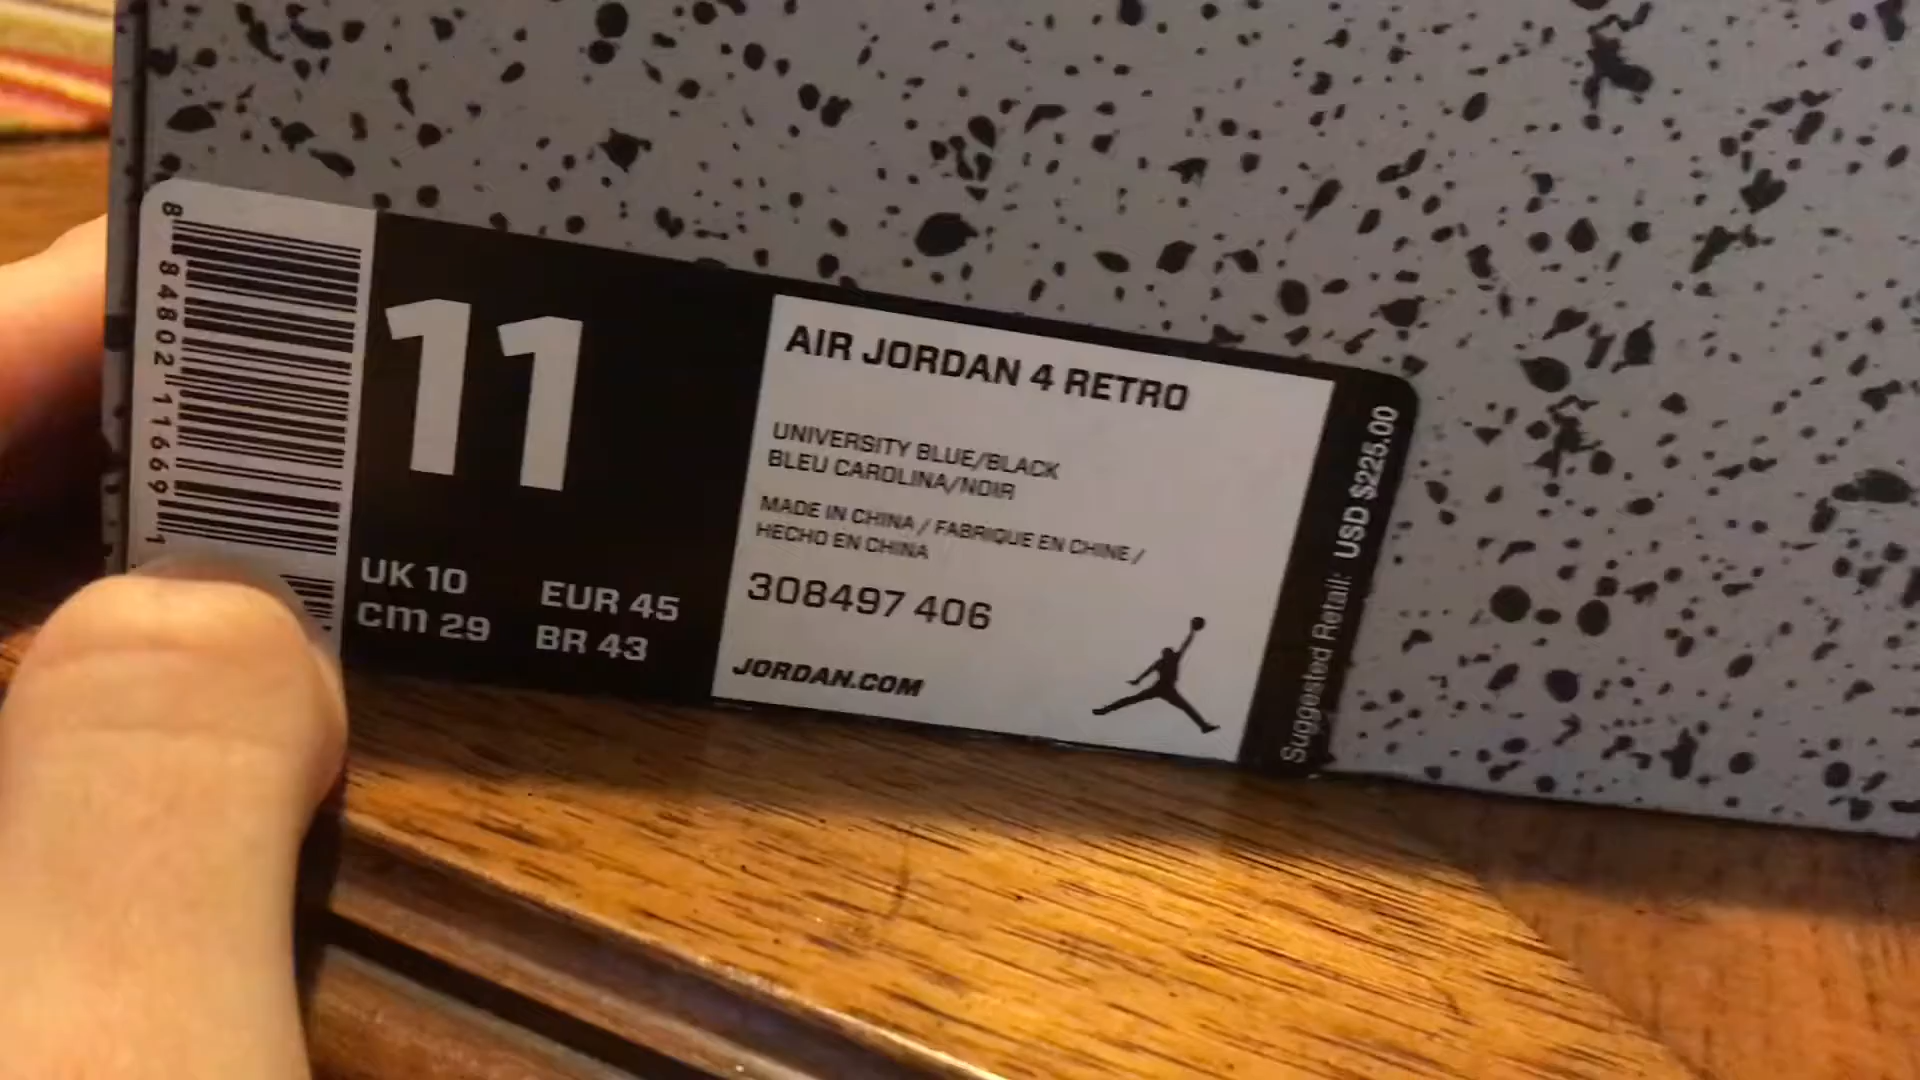 8 84802 11669 1
11
UK 10
EUR 45
cm 29
BR 43
AIR JORDAN 4 RETRO
UNIVERSITY BLUE/BLACK
BLEU CAROLINA/NOIR
MADE IN CHINA / FABRIQUE EN CHINE /
HECHO EN CHINA
308497 406
JORDAN.COM
Suggested Retail: USD $225.00